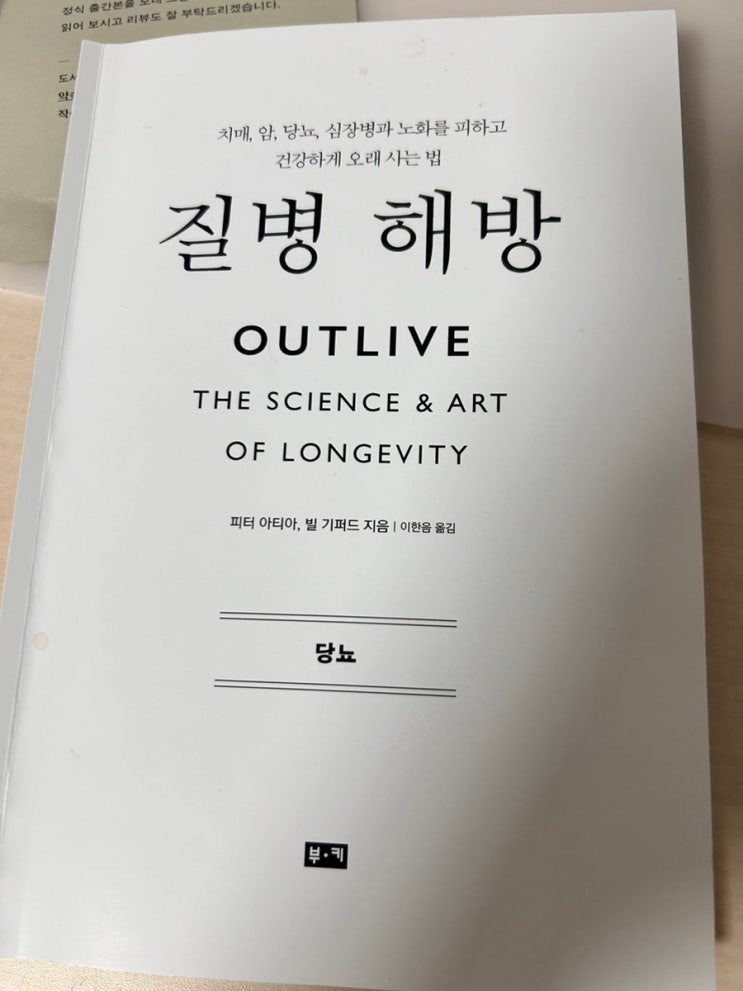 정식 출간본을 보내
읽어 보시고 리뷰도 잘 부탁드리겠습니다.
치매, 암, 당뇨, 심장병과 노화를 피하고
건강하게 오래 사는 법
질병 해방
OUTLIVE
THE SCIENCE & ART
OF LONGEVITY
피터 아티아, 빌 기퍼드 지음 | 이한음 옮김
당뇨
부·키